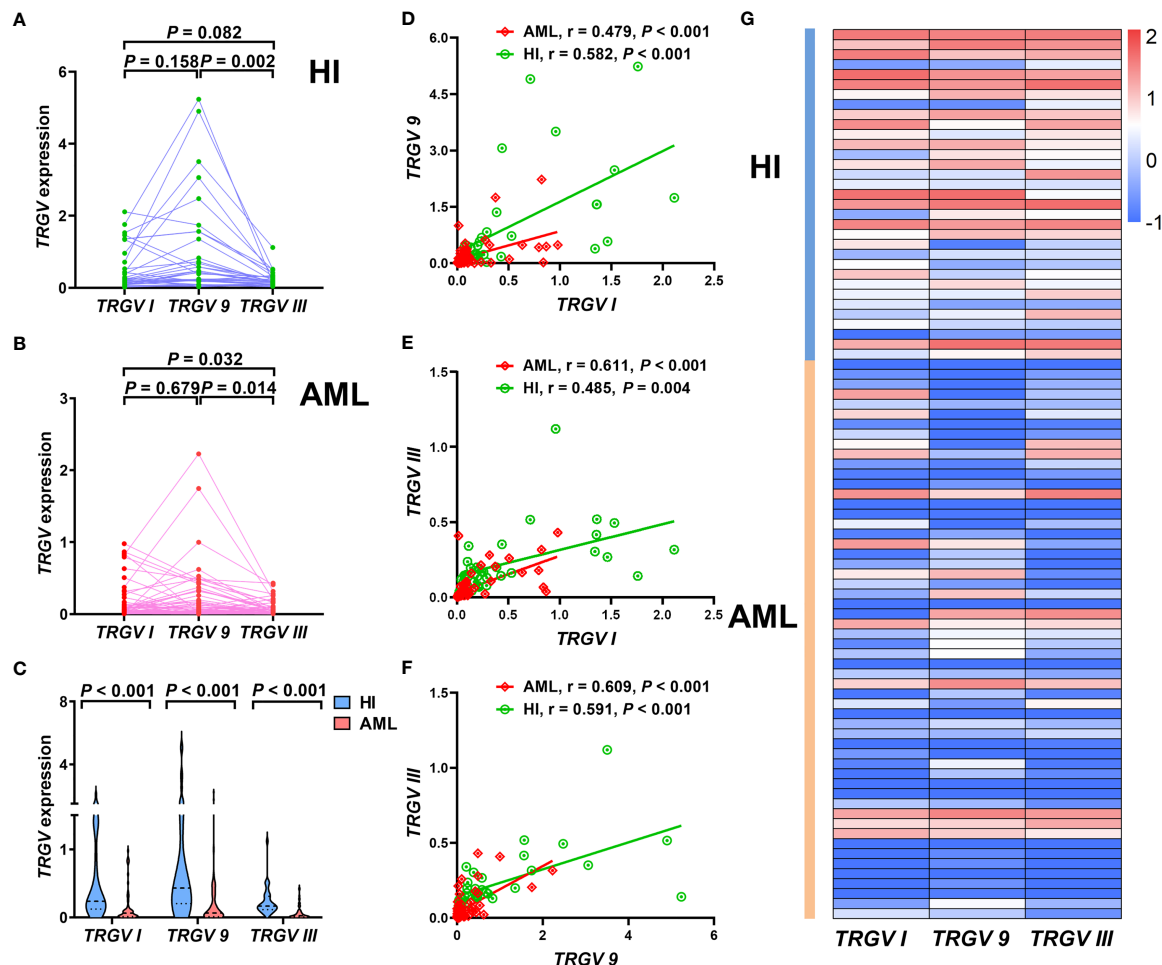 A
P = 0.082
P = 0.158 P = 0.002
HI
6
4
2
0
TRGV expression
TRGV I TRGV 9 TRGV III
B
P = 0.032
P = 0.679 P = 0.014
AML
3
2
1
0
TRGV expression
TRGV I TRGV 9 TRGV III
C
P < 0.001 P < 0.001 P < 0.001
HI
AML
8
4
1
0
TRGV expression
TRGV I TRGV 9 TRGV III
D
AML, r = 0.479, P < 0.001
HI, r = 0.582, P < 0.001
6.0
4.5
3.0
1.5
0.0
TRGV 9
0.0 0.5 1.0 1.5 2.0 2.5
TRGV I
E
AML, r = 0.611, P < 0.001
HI, r = 0.485, P = 0.004
1.5
1.0
0.5
0.0
TRGV III
0.0 0.5 1.0 1.5 2.0 2.5
TRGV I
F
AML, r = 0.609, P < 0.001
HI, r = 0.591, P < 0.001
1.5
1.0
0.5
0.0
TRGV III
0 2 4 6
TRGV 9
G
HI
AML
2
1
0
-1
TRGV I TRGV 9 TRGV III